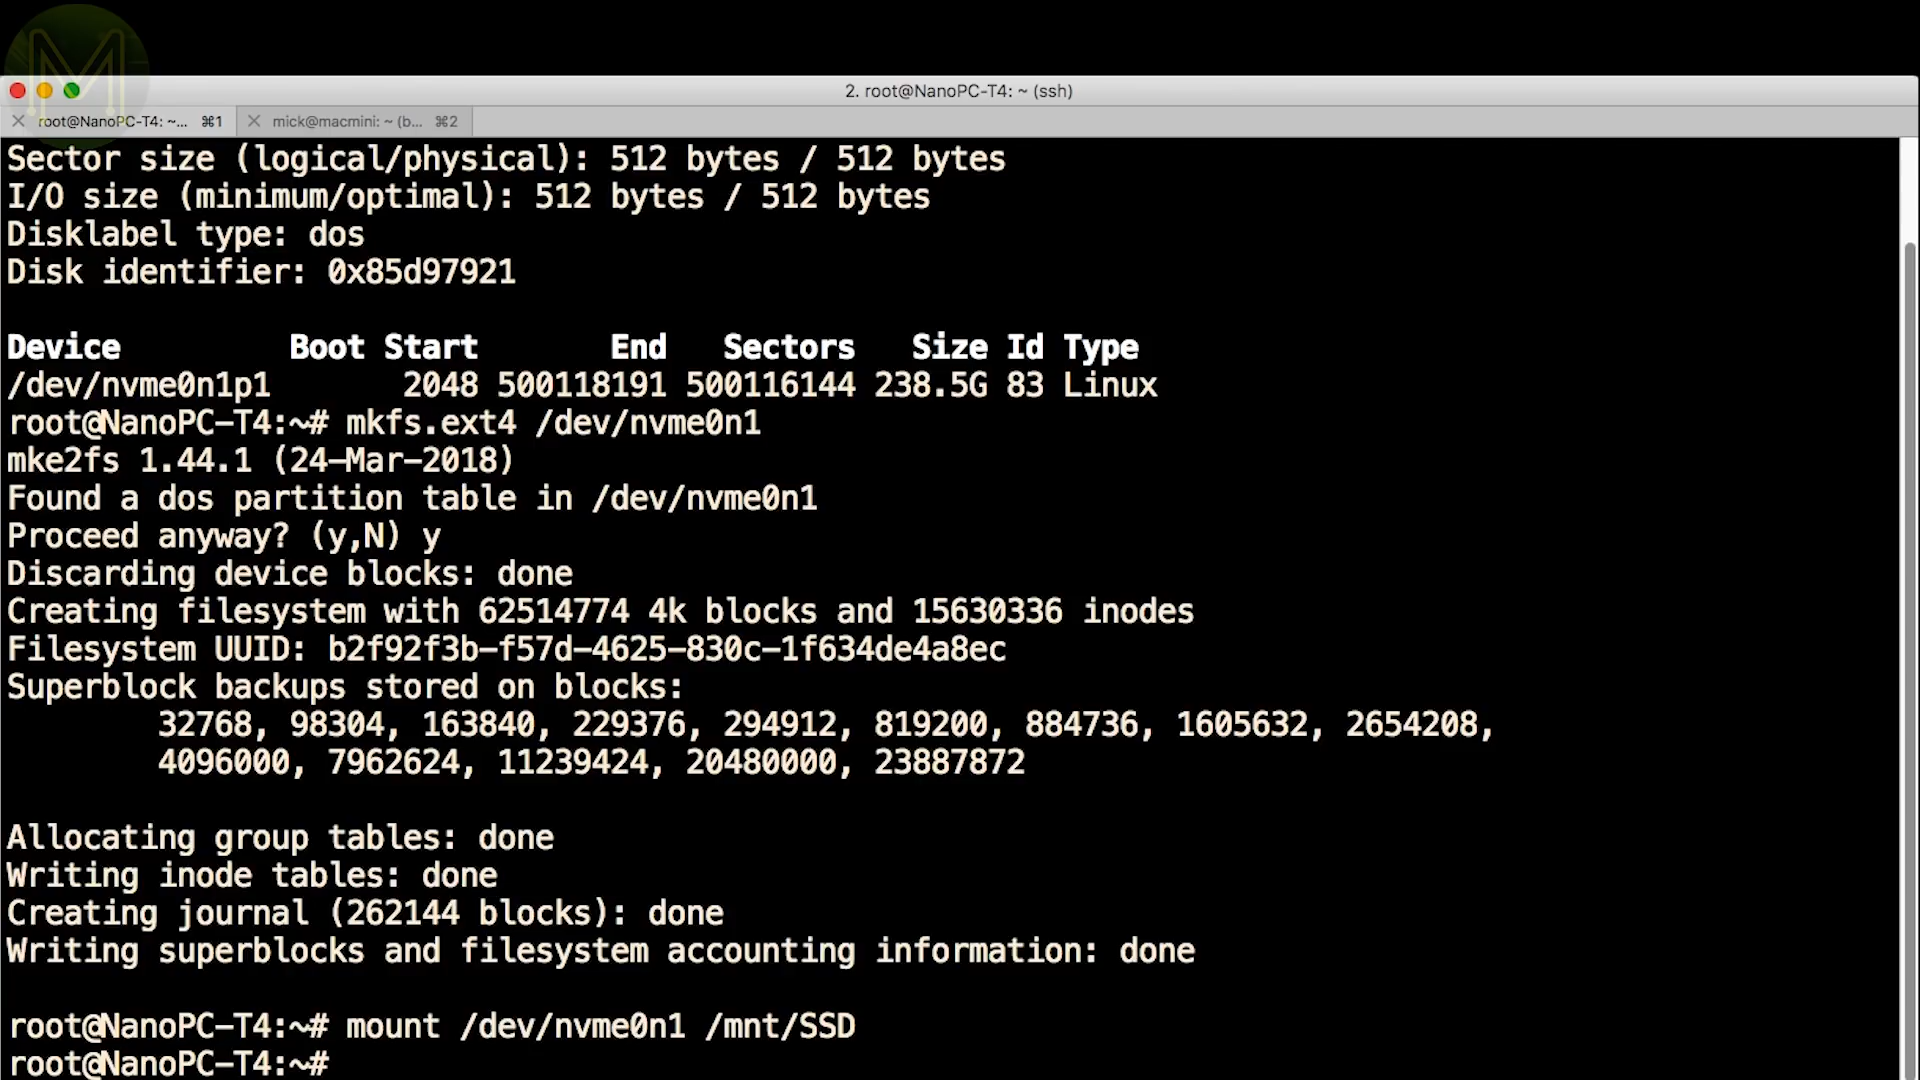 M
2. root@NanoPC-T4: ~ (ssh)
root@NanoPC-T4: ~... ⌘1 mick@macmini: ~ (b... ⌘2
Sector size (logical/physical): 512 bytes / 512 bytes
I/O size (minimum/optimal): 512 bytes / 512 bytes
Disklabel type: dos
Disk identifier: 0x85d97921
Device Boot Start End Sectors Size Id Type
/dev/nvme0n1p1 2048 500118191 500116144 238.5G 83 Linux
root@NanoPC-T4:~# mkfs.ext4 /dev/nvme0n1
mke2fs 1.44.1 (24-Mar-2018)
Found a dos partition table in /dev/nvme0n1
Proceed anyway? (y,N) y
Discarding device blocks: done
Creating filesystem with 62514774 4k blocks and 15630336 inodes
Filesystem UUID: b2f92f3b-f57d-4625-830c-1f634de4a8ec
Superblock backups stored on blocks:
32768, 98304, 163840, 229376, 294912, 819200, 884736, 1605632, 2654208,
4096000, 7962624, 11239424, 20480000, 23887872
Allocating group tables: done
Writing inode tables: done
Creating journal (262144 blocks): done
Writing superblocks and filesystem accounting information: done
root@NanoPC-T4:~# mount /dev/nvme0n1 /mnt/SSD
root@NanoPC-T4:~#